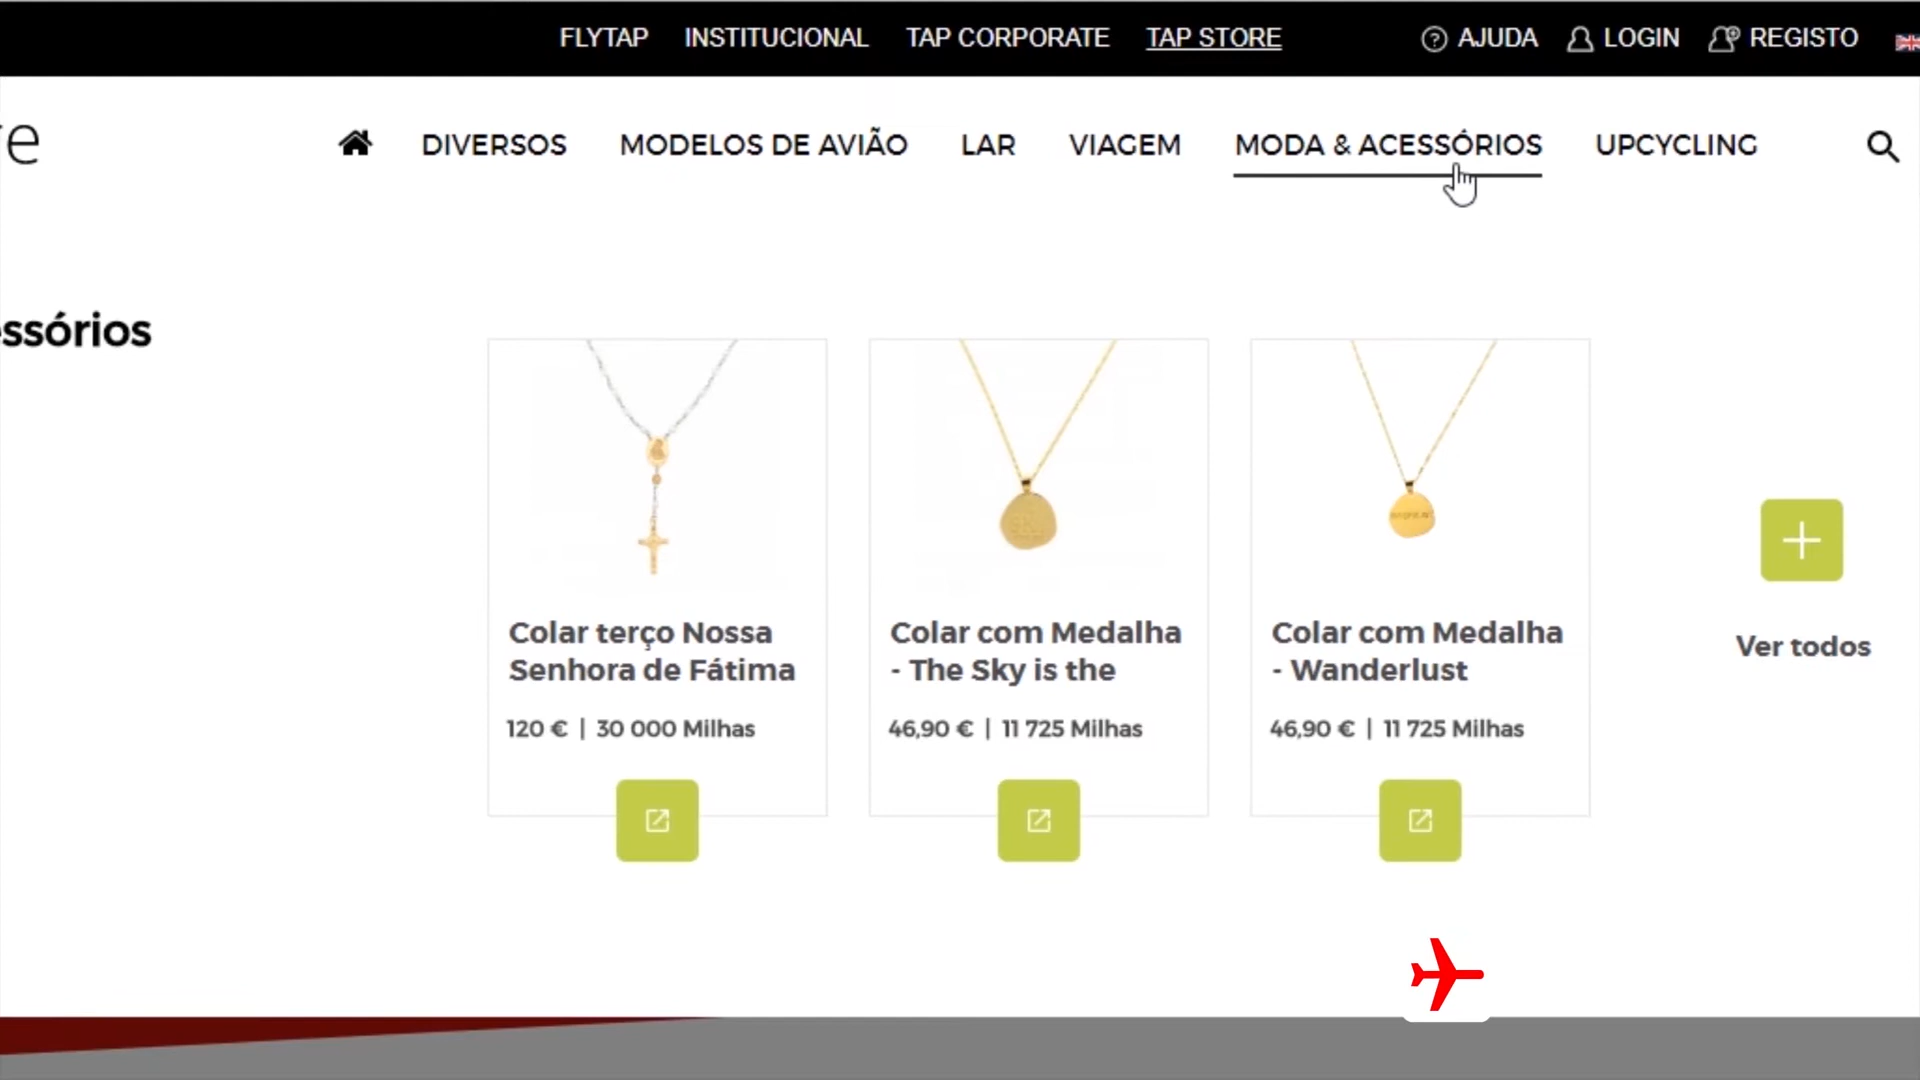 FLYTAP INSTITUCIONAL TAP CORPORATE TAP STORE AJUDA LOGIN REGISTO
DIVERSOS MODELOS DE AVIÃO LAR VIAGEM MODA & ACESSÓRIOS UPCYCLING
essórios
Colar terço Nossa
Senhora de Fátima
120 € | 30 000 Milhas
Colar com Medalha
- The Sky is the
46,90 € | 11 725 Milhas
Colar com Medalha
- Wanderlust
46,90 € | 11 725 Milhas
Ver todos